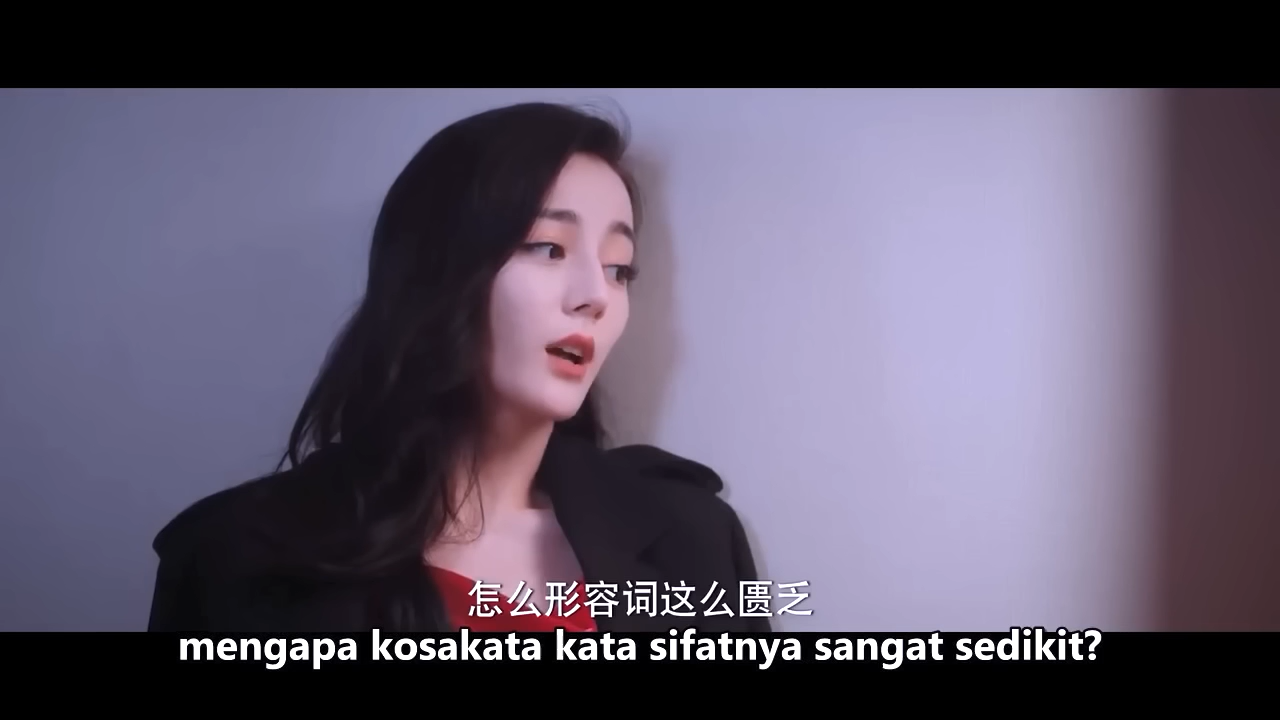 怎么形容词这么匮乏
mengapa kosakata kata sifatnya sangat sedikit?